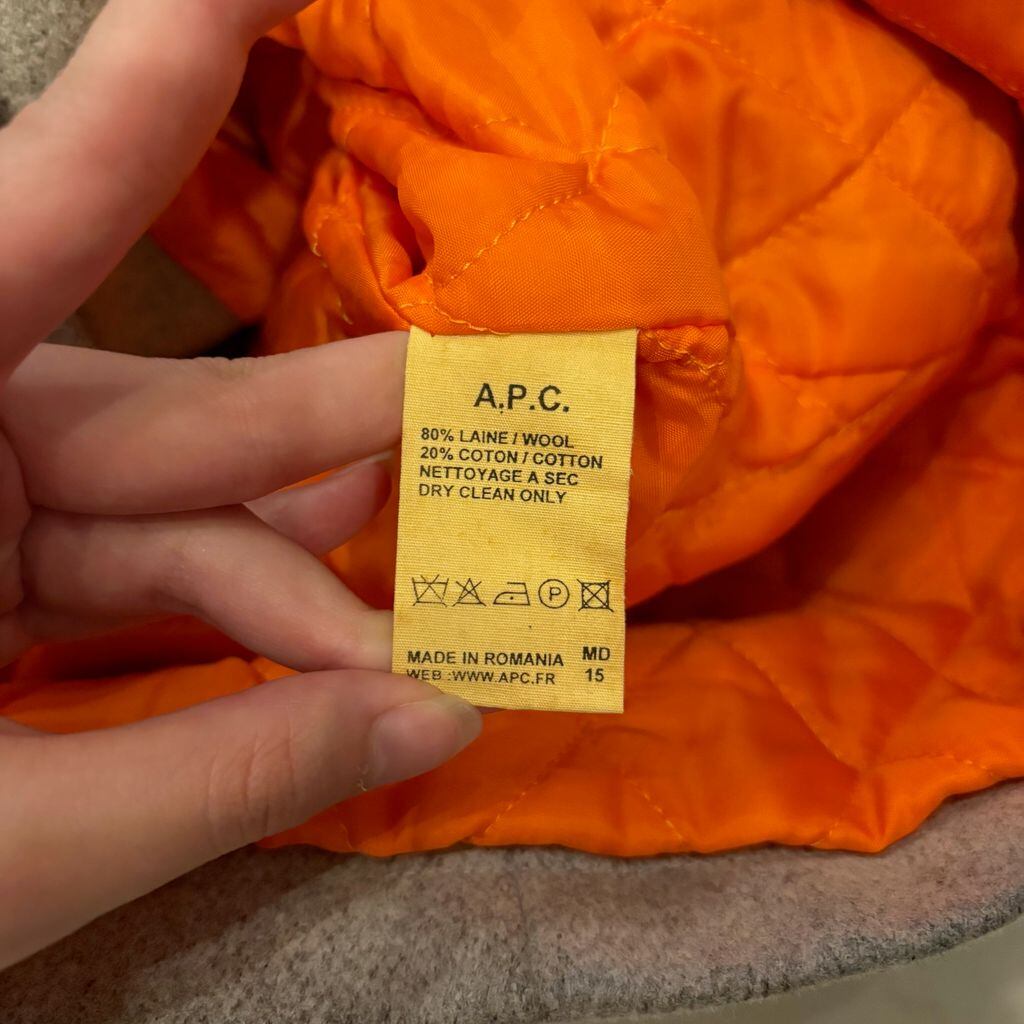 A.P.C.
80% LAINE / WOOL
20% COTON / COTTON
NETTOYAGE A SEC
DRY CLEAN ONLY
P
MADE IN ROMANIA MD
WEB :WWW.APC.FR 15